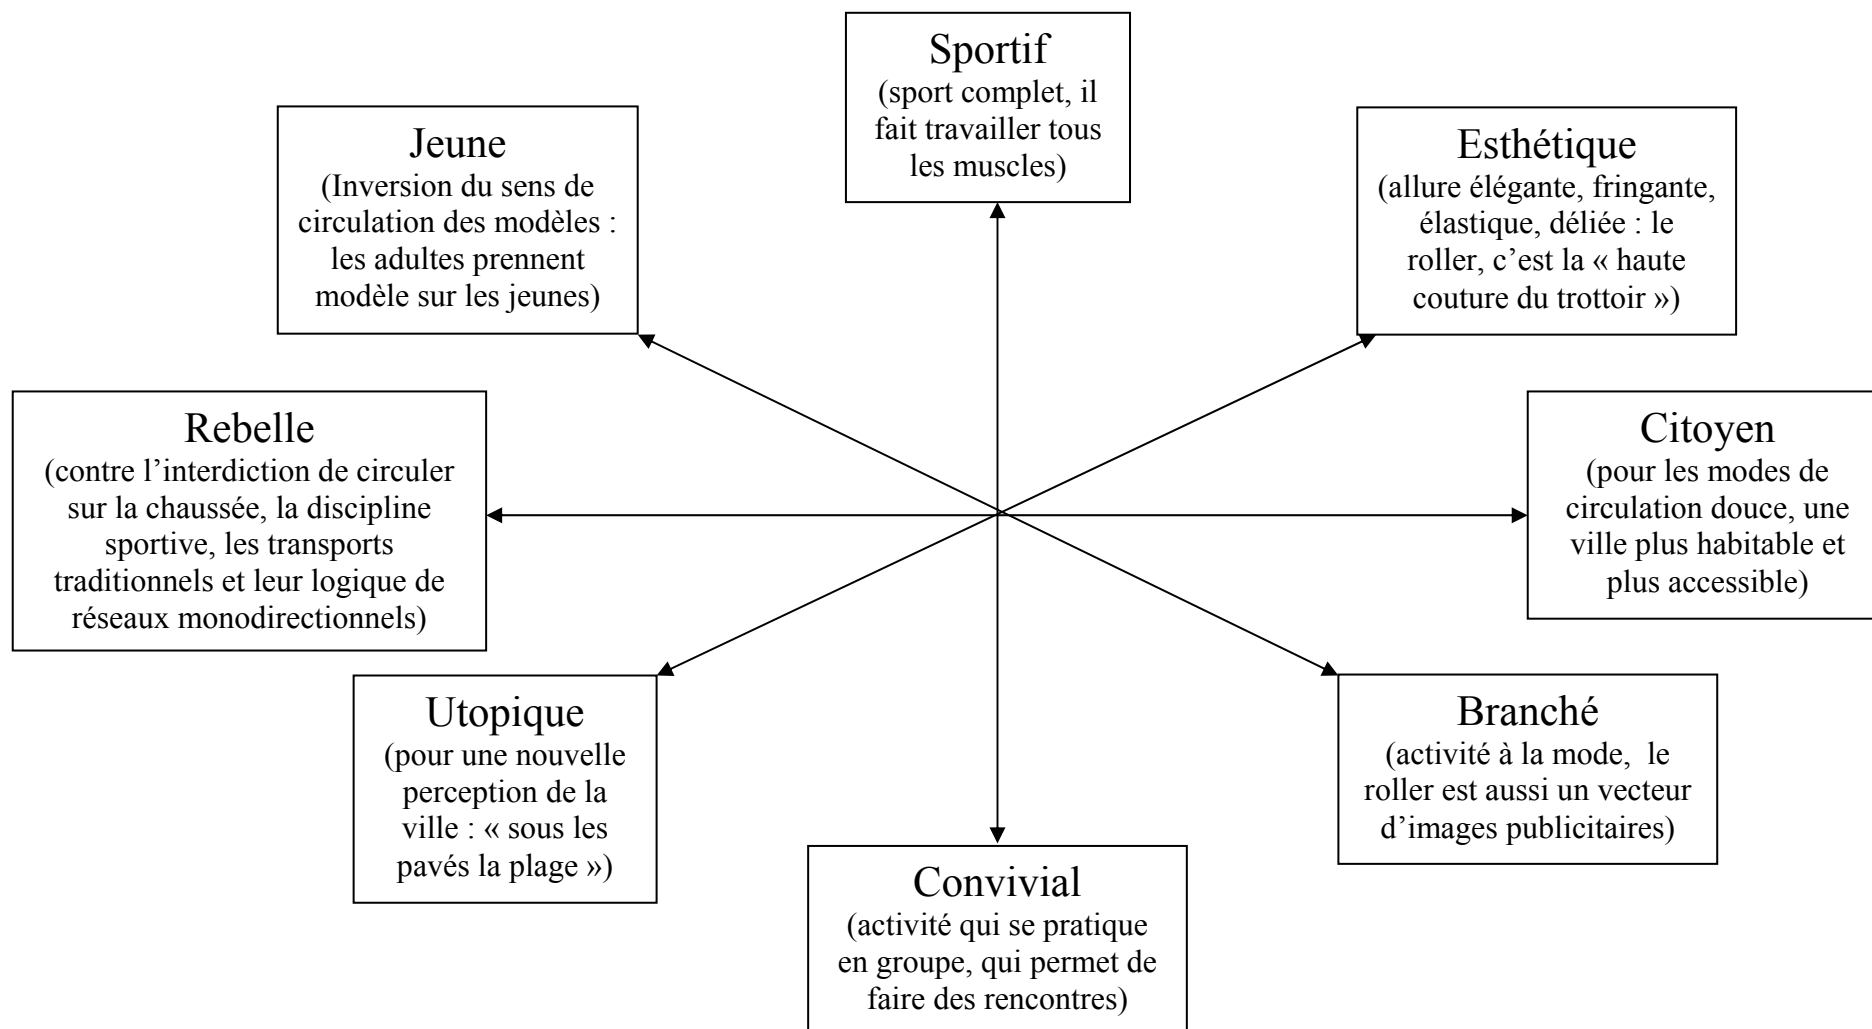 Sportif
(sport complet, il
fait travailler tous
les muscles)
Jeune
(Inversion du sens de
circulation des modèles :
les adultes prennent
modèle sur les jeunes)
Esthétique
(allure élégante, fringante,
élastique, déliée : le
roller, c’est la « haute
couture du trottoir »)
Rebelle
(contre l’interdiction de circuler
sur la chaussée, la discipline
sportive, les transports
traditionnels et leur logique de
réseaux monodirectionnels)
Citoyen
(pour les modes de
circulation douce, une
ville plus habitable et
plus accessible)
Utopique
(pour une nouvelle
perception de la
ville : « sous les
pavés la plage »)
Branché
(activité à la mode,  le
roller est aussi un vecteur
d’images publicitaires)
Convivial
(activité qui se pratique
en groupe, qui permet de
faire des rencontres)